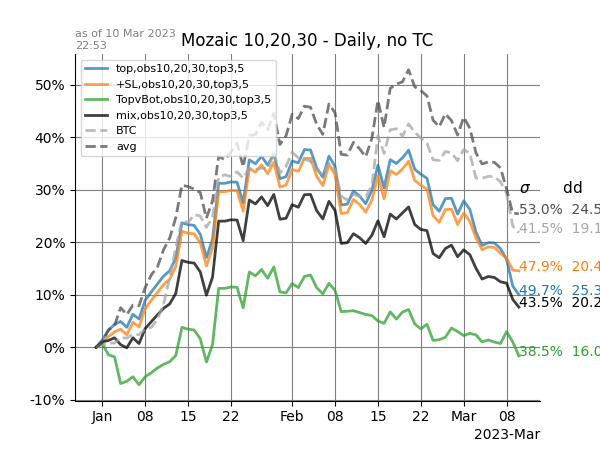 as of 10 Mar 2023
22:53
Mozaic 10,20,30 - Daily, no TC
top,obs10,20,30,top3,5
+SL,obs10,20,30,top3,5
TopvBot,obs10,20,30,top3,5
mix,obs10,20,30,top3,5
BTC
avg
50%
40%
30%
20%
10%
0%
-10%
σ dd
53.0% 24.5
41.5% 19.1
47.9% 20.4
49.7% 25.3
43.5% 20.2
38.5% 16.0
Jan 08 15 22 Feb 08 15 22 Mar 08
2023-Mar